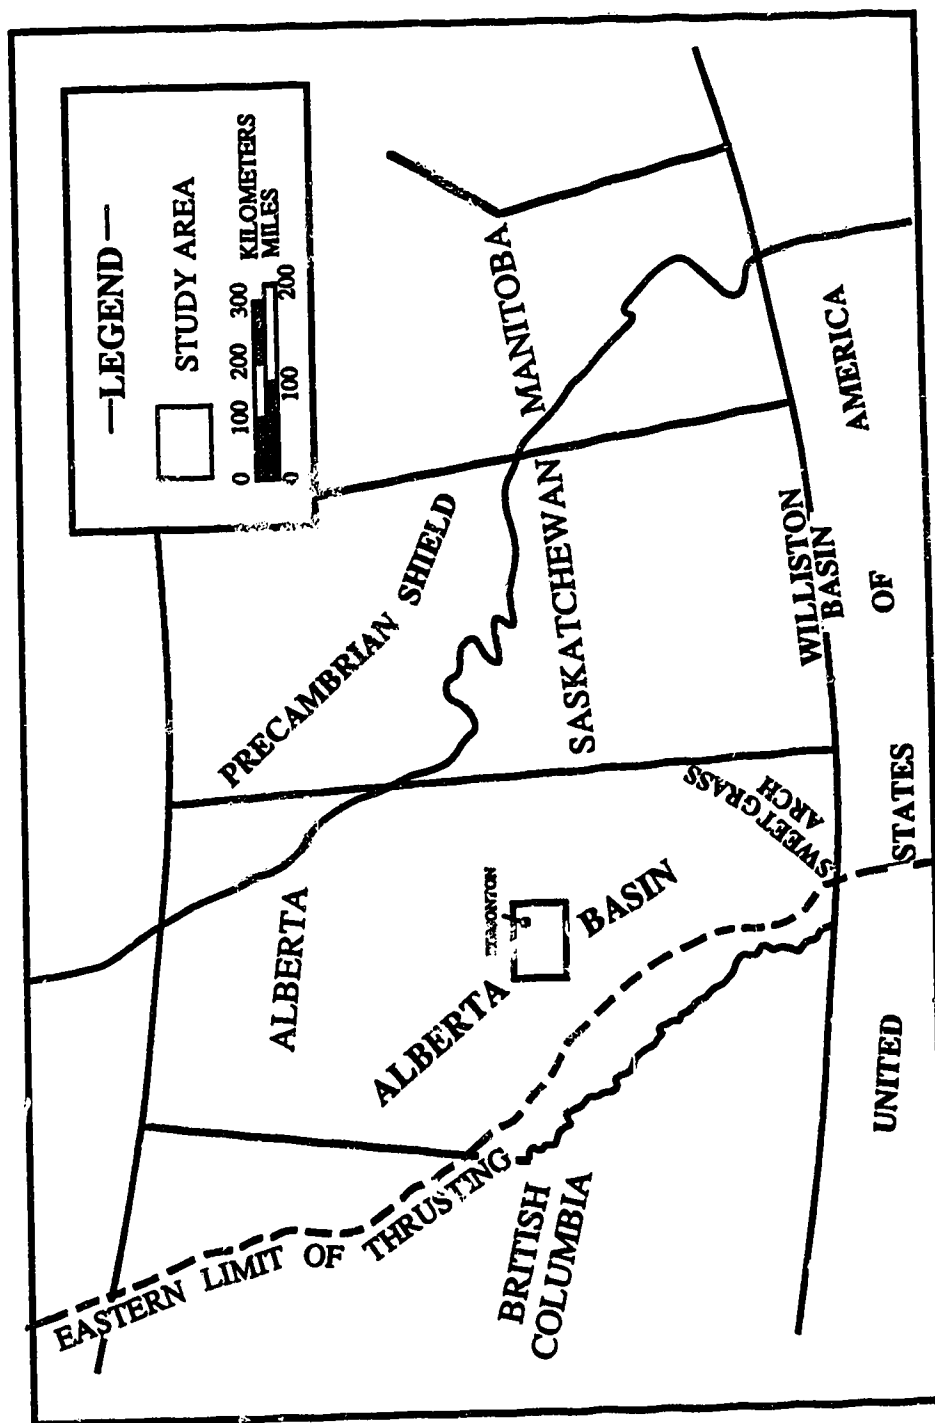 —LEGEND—
STUDY AREA
0 100 200 300 KILOMETERS
MILES
0 100 200
PRECAMBRIAN SHIELD
EASTERN LIMIT OF THRUSTING
ALBERTA
MANITOBA
SASKATCHEWAN
EDMONTON
ALBERTA BASIN
BRITISH
COLUMBIA
SWEETGRASS
ARCH
WILLISTON
BASIN
UNITED STATES OF AMERICA